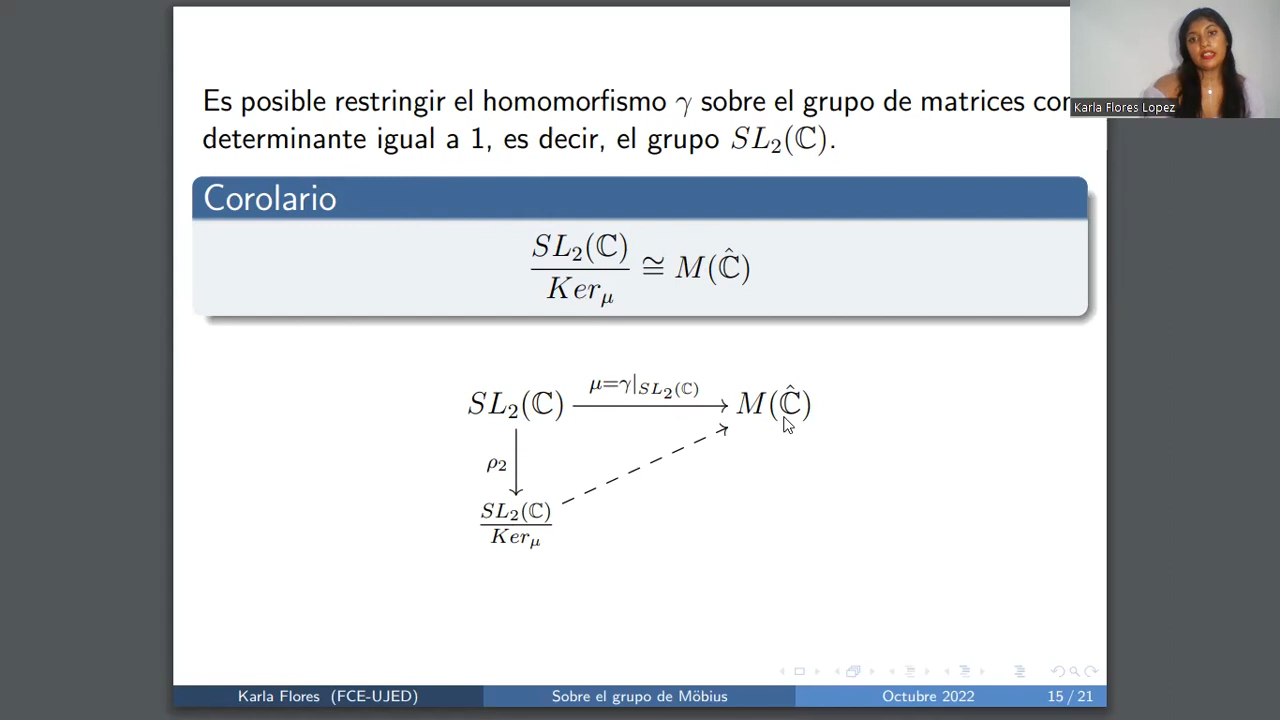 Es posible restringir el homomorfismo γ sobre el grupo de matrices con
determinante igual a 1, es decir, el grupo SL₂(ℂ).
Corolario
SL₂(ℂ)
Ker_μ
≅ M(Ĉ)
μ=γ|_{SL₂(ℂ)}
SL₂(ℂ) M(Ĉ)
ρ₂
SL₂(ℂ)
Ker_μ
Karla Flores Lopez
Karla Flores (FCE-UJED) Sobre el grupo de Möbius Octubre 2022 15 / 21